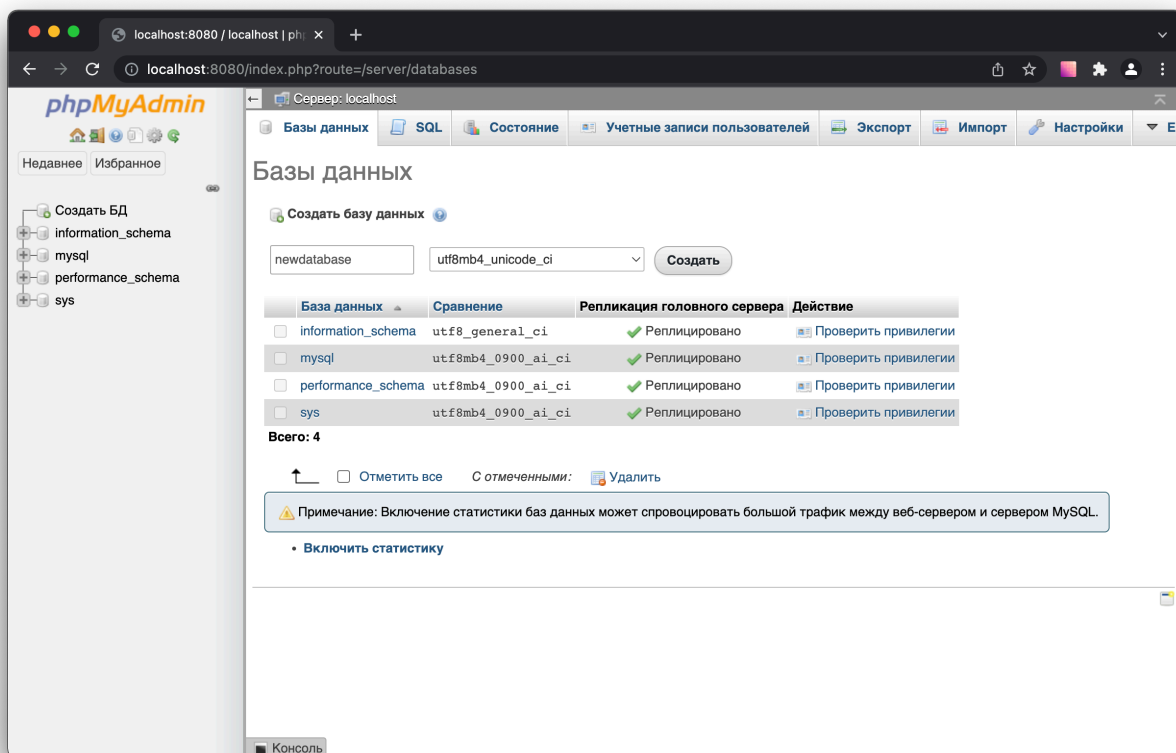 localhost:8080 / localhost | ph
localhost:8080/index.php?route=/server/databases
phpMyAdmin
Недавнее Избранное
Создать БД
information_schema
mysql
performance_schema
sys
Сервер: localhost
Базы данных SQL Состояние Учетные записи пользователей Экспорт Импорт Настройки
Базы данных
Создать базу данных
newdatabase utf8mb4_unicode_ci Создать
База данных Сравнение Репликация головного сервера Действие
information_schema utf8_general_ci Реплицировано Проверить привилегии
mysql utf8mb4_0900_ai_ci Реплицировано Проверить привилегии
performance_schema utf8mb4_0900_ai_ci Реплицировано Проверить привилегии
sys utf8mb4_0900_ai_ci Реплицировано Проверить привилегии
Всего: 4
Отметить все С отмеченными: Удалить
Примечание: Включение статистики баз данных может спровоцировать большой трафик между веб-сервером и сервером MySQL.
• Включить статистику
Консоль